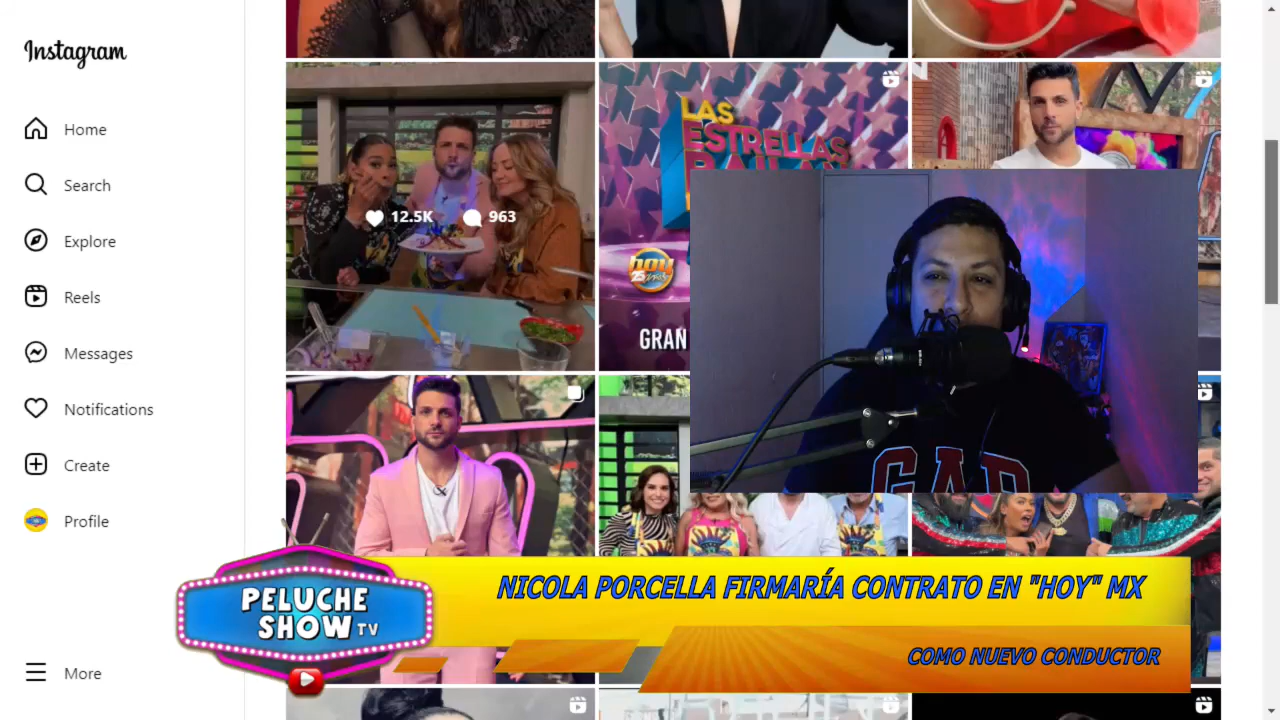 Instagram
Home
Search
Explore
Reels
Messages
Notifications
Create
Profile
More
12.5K 963
LAS
ESTRELLAS
BAILAN
hoy
GRAN
GAP
PELUCHE
SHOW TV
NICOLA PORCELLA FIRMARÍA CONTRATO EN "HOY" MX
COMO NUEVO CONDUCTOR